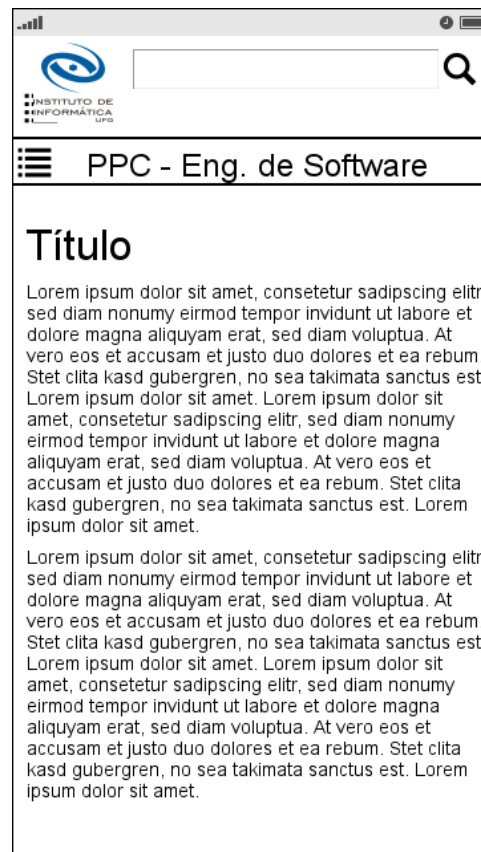 INSTITUTO DE
INFORMÁTICA
UFG
PPC - Eng. de Software
Título
Lorem ipsum dolor sit amet, consetetur sadipscing elitr
sed diam nonumy eirmod tempor invidunt ut labore et
dolore magna aliquyam erat, sed diam voluptua. At
vero eos et accusam et justo duo dolores et ea rebum
Stet clita kasd gubergren, no sea takimata sanctus est
Lorem ipsum dolor sit amet. Lorem ipsum dolor sit
amet, consetetur sadipscing elitr, sed diam nonumy
eirmod tempor invidunt ut labore et dolore magna
aliquyam erat, sed diam voluptua. At vero eos et
accusam et justo duo dolores et ea rebum. Stet clita
kasd gubergren, no sea takimata sanctus est. Lorem
ipsum dolor sit amet.
Lorem ipsum dolor sit amet, consetetur sadipscing elitr
sed diam nonumy eirmod tempor invidunt ut labore et
dolore magna aliquyam erat, sed diam voluptua. At
vero eos et accusam et justo duo dolores et ea rebum
Stet clita kasd gubergren, no sea takimata sanctus est
Lorem ipsum dolor sit amet. Lorem ipsum dolor sit
amet, consetetur sadipscing elitr, sed diam nonumy
eirmod tempor invidunt ut labore et dolore magna
aliquyam erat, sed diam voluptua. At vero eos et
accusam et justo duo dolores et ea rebum. Stet clita
kasd gubergren, no sea takimata sanctus est. Lorem
ipsum dolor sit amet.